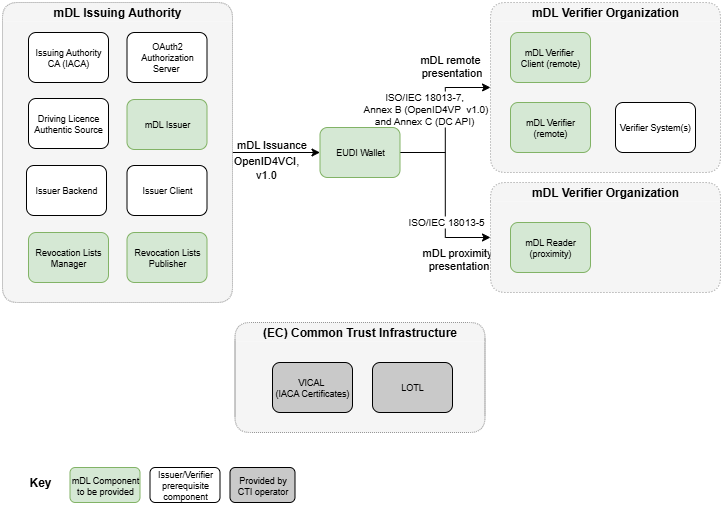 mDL Issuing Authority
Issuing Authority
CA (IACA)
OAuth2
Authorization
Server
Driving Licence
Authentic Source
mDL Issuer
Issuer Backend
Issuer Client
Revocation Lists
Manager
Revocation Lists
Publisher
mDL Issuance
OpenID4VCI,
v1.0
EUDI Wallet
mDL remote
presentation
ISO/IEC 18013-7,
Annex B (OpenID4VP v1.0)
and Annex C (DC API)
ISO/IEC 18013-5
mDL proximity
presentation
mDL Verifier Organization
mDL Verifier
Client (remote)
mDL Verifier
(remote)
Verifier System(s)
mDL Verifier Organization
mDL Reader
(proximity)
(EC) Common Trust Infrastructure
VICAL
(IACA Certificates)
LOTL
Key
mDL Component
to be provided
Issuer/Verifier
prerequisite
component
Provided by
CTI operator